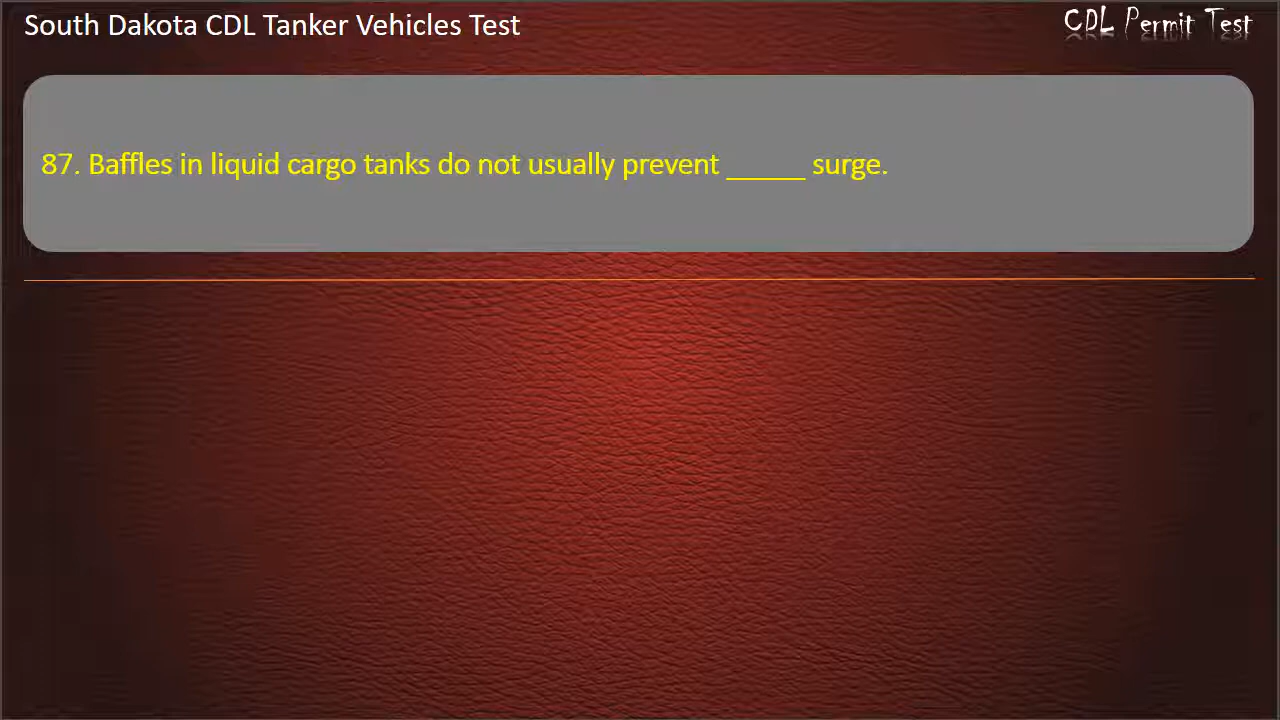 South Dakota CDL Tanker Vehicles Test
CDL Permit Test
87. Baffles in liquid cargo tanks do not usually prevent _____ surge.